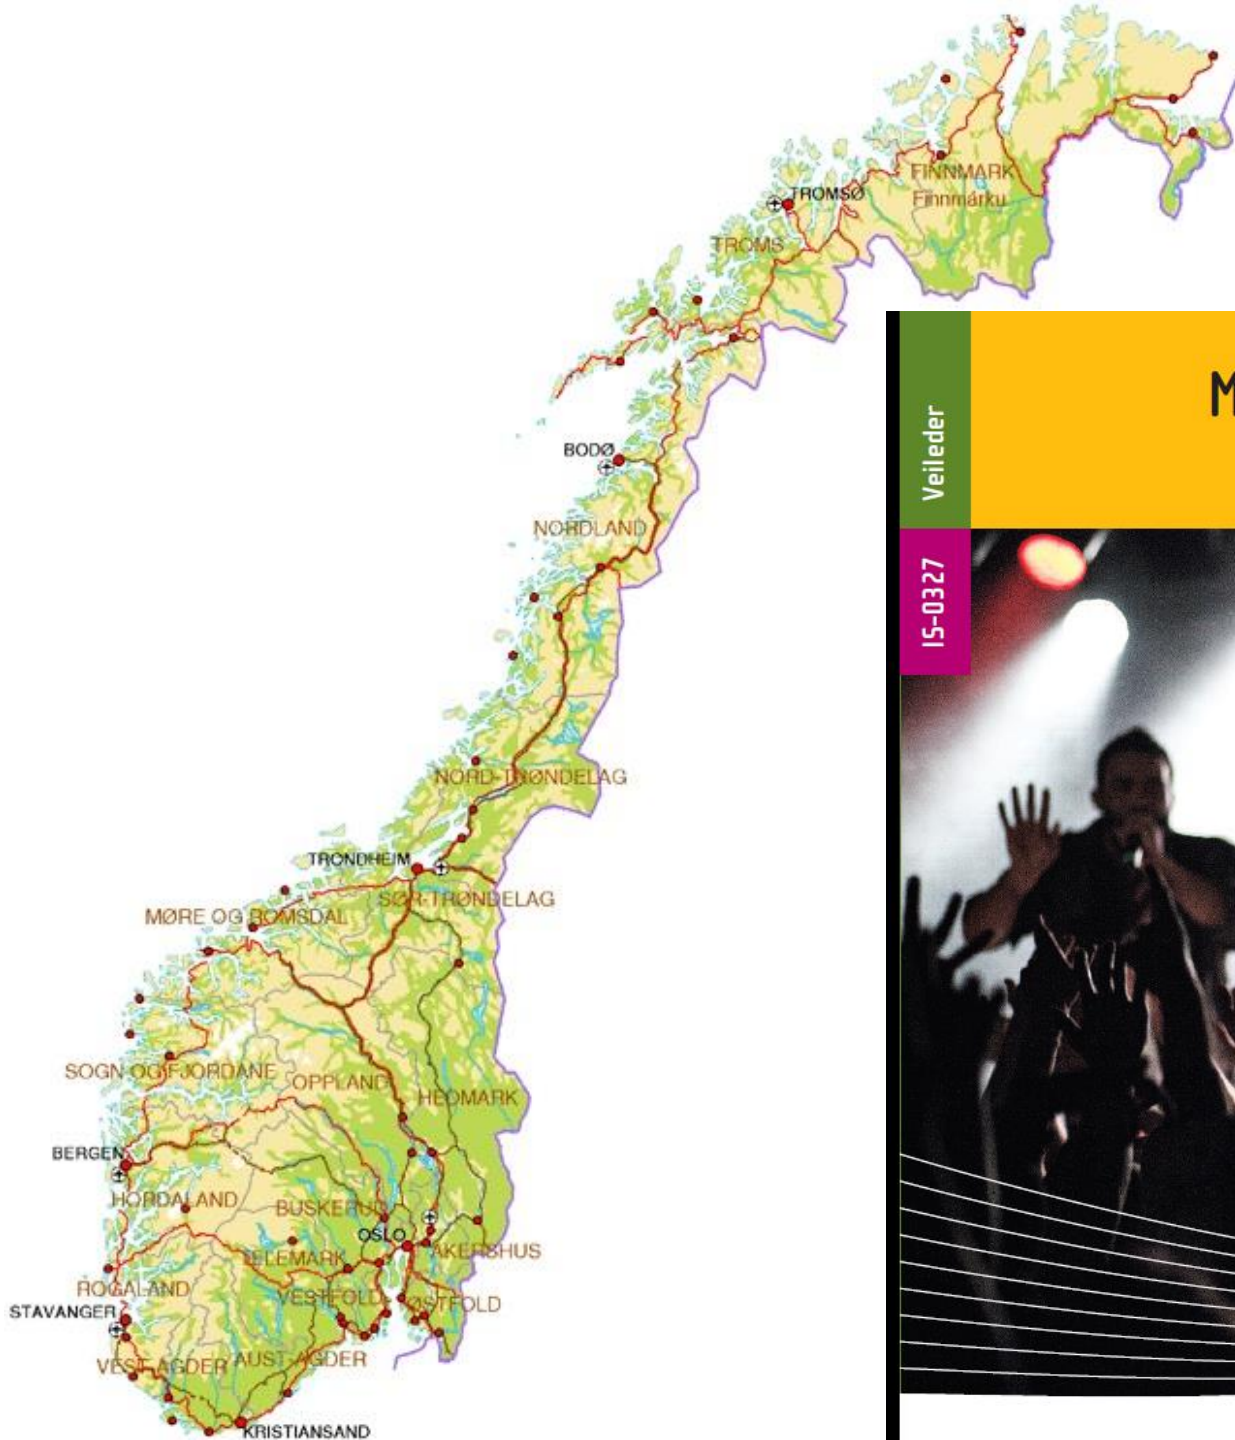 FINNMARK
Finnmárku
TROMSØ
TROMS
BODØ
NORDLAND
NORD-TRØNDELAG
TRONDHEIM
SØR-TRØNDELAG
MØRE OG ROMSDAL
SOGN OG FJORDANE
OPPLAND
HEDMARK
BERGEN
HORDALAND
BUSKERUD
OSLO
AKERSHUS
TELEMARK
ROGALAND
VESTFOLD
ØSTFOLD
STAVANGER
VEST-AGDER
AUST-AGDER
KRISTIANSAND
Veileder
IS-0327
M